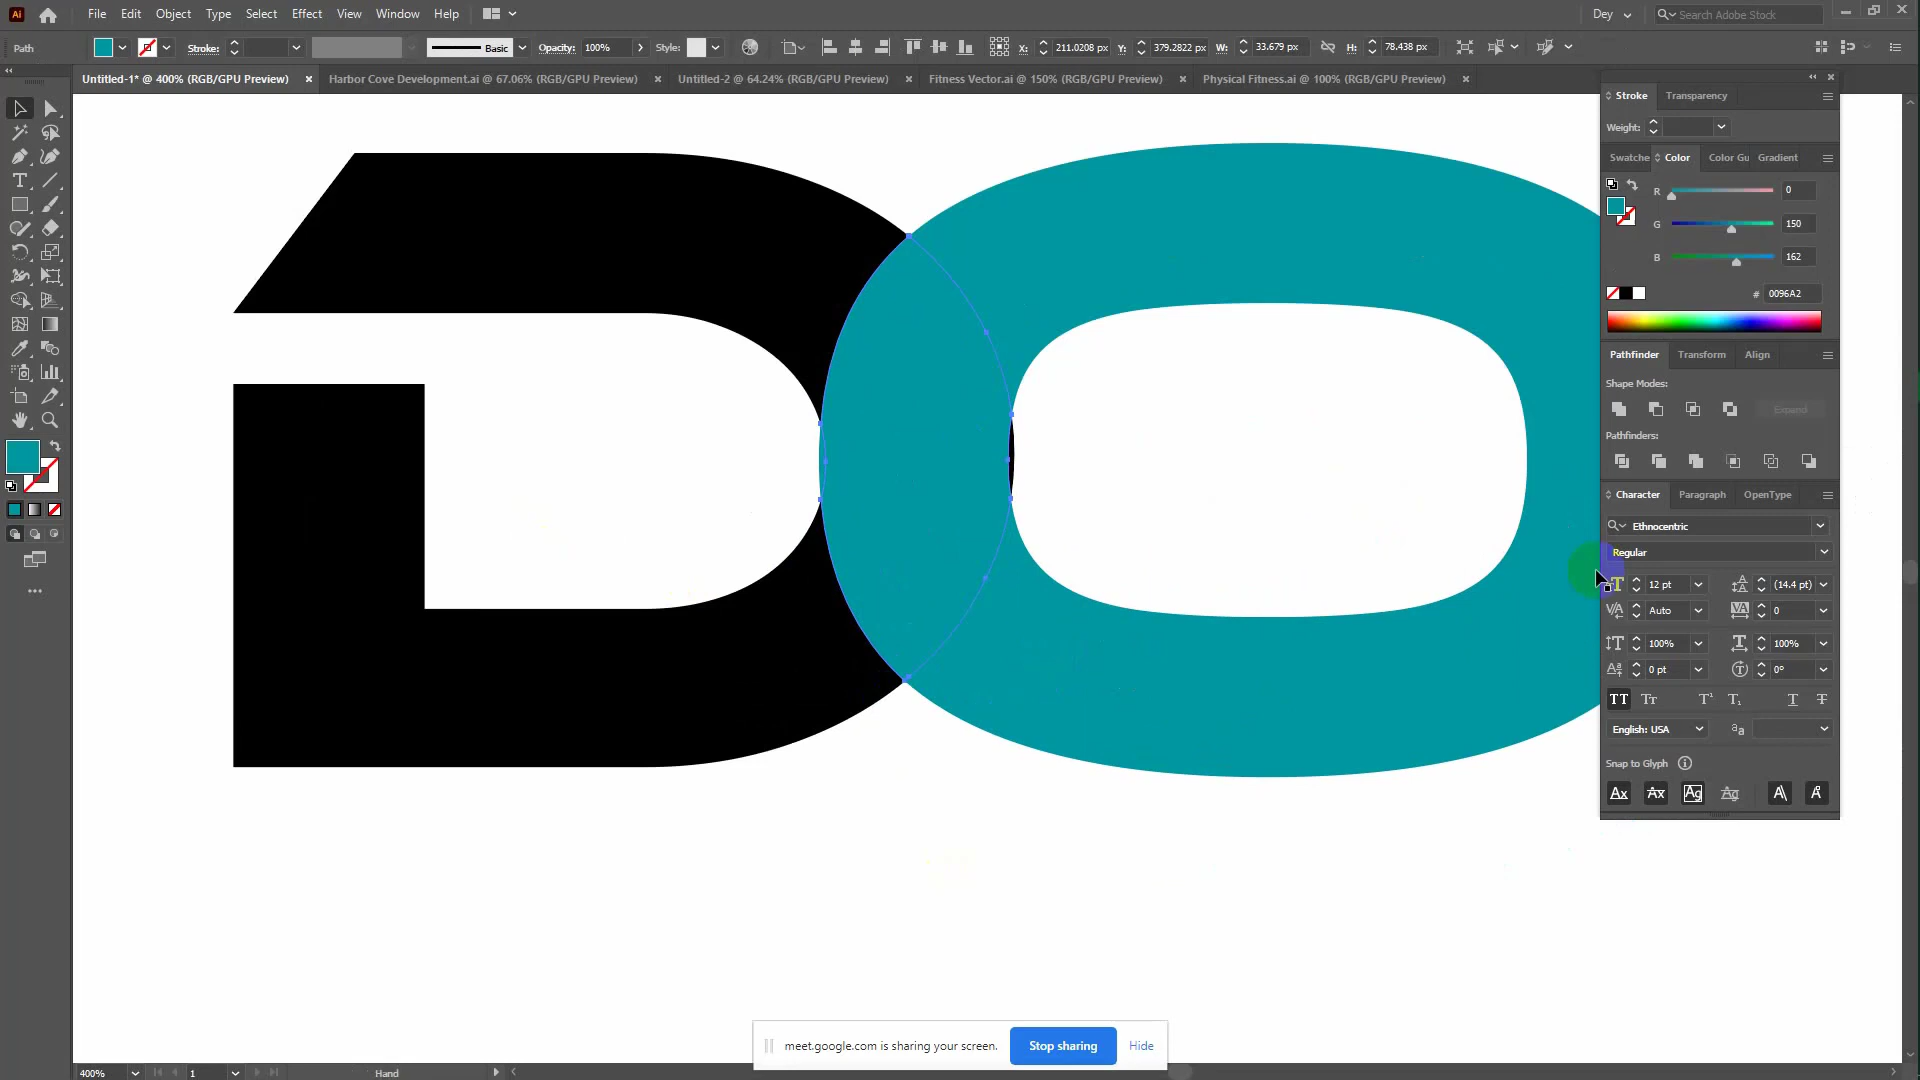 Ai File Edit Object Type Select Effect View Window Help Dey Search Adobe Stock
Path Stroke: Basic Opacity: 100% Style: X: 211.0208 px Y: 379.2822 px W: 33.679 px H: 78.438 px
Untitled-1* @ 400% (RGB/GPU Preview) × Harbor Cove Development.ai @ 67.06% (RGB/GPU Preview) × Untitled-2 @ 64.24% (RGB/GPU Preview) × Fitness Vector.ai @ 150% (RGB/GPU Preview) × Physical Fitness.ai @ 100% (RGB/GPU Preview) ×
Stroke Transparency
Weight:
Swatche Color Color Gu Gradient
R 0
G 150
B 162
# 0096A2
Pathfinder Transform Align
Shape Modes:
Expand
Pathfinders:
Character Paragraph OpenType
Ethnocentric
Regular
12 pt (14.4 pt)
Auto 0
100% 100%
0 pt 0°
English: USA
Snap to Glyph
DO
meet.google.com is sharing your screen. Stop sharing Hide
400% 1 Hand